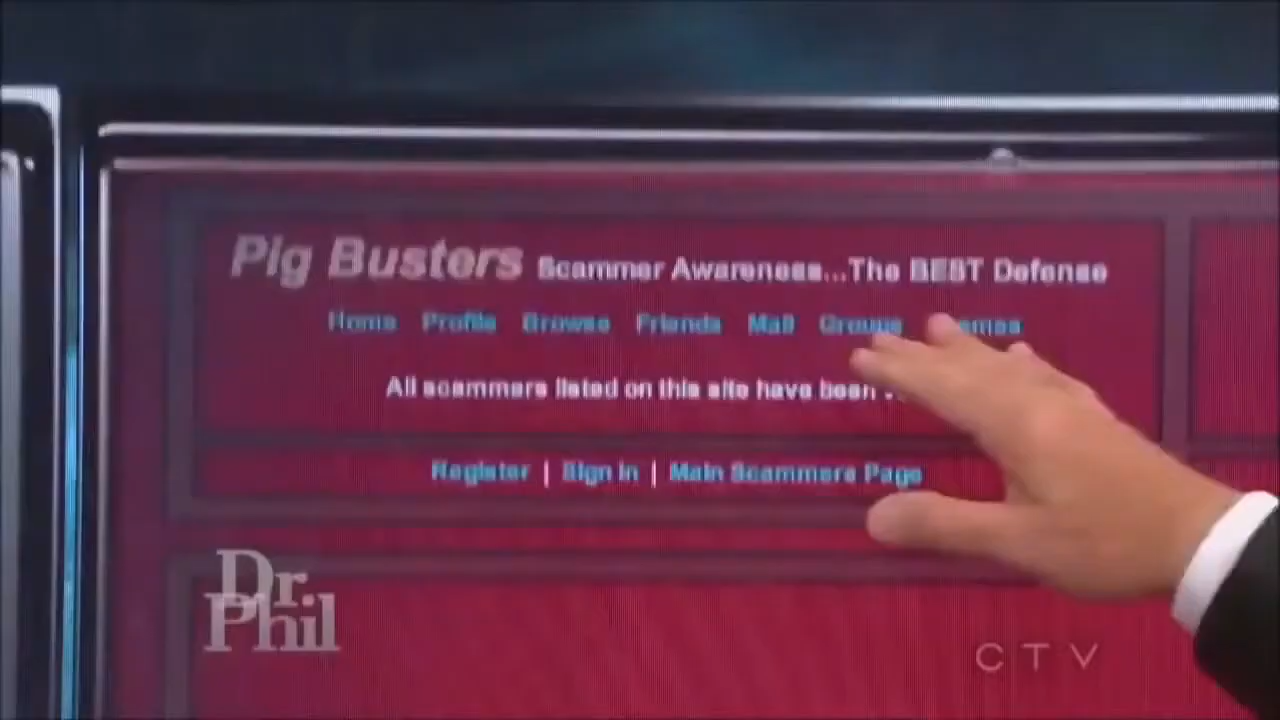 Pig Busters Scammer Awareness...The BEST Defense
Home Profile Browse Friends Mail Groups
All scammers listed on this site have been
Register | Sign In | Main Scammers Page
Dr. Phil
CTV